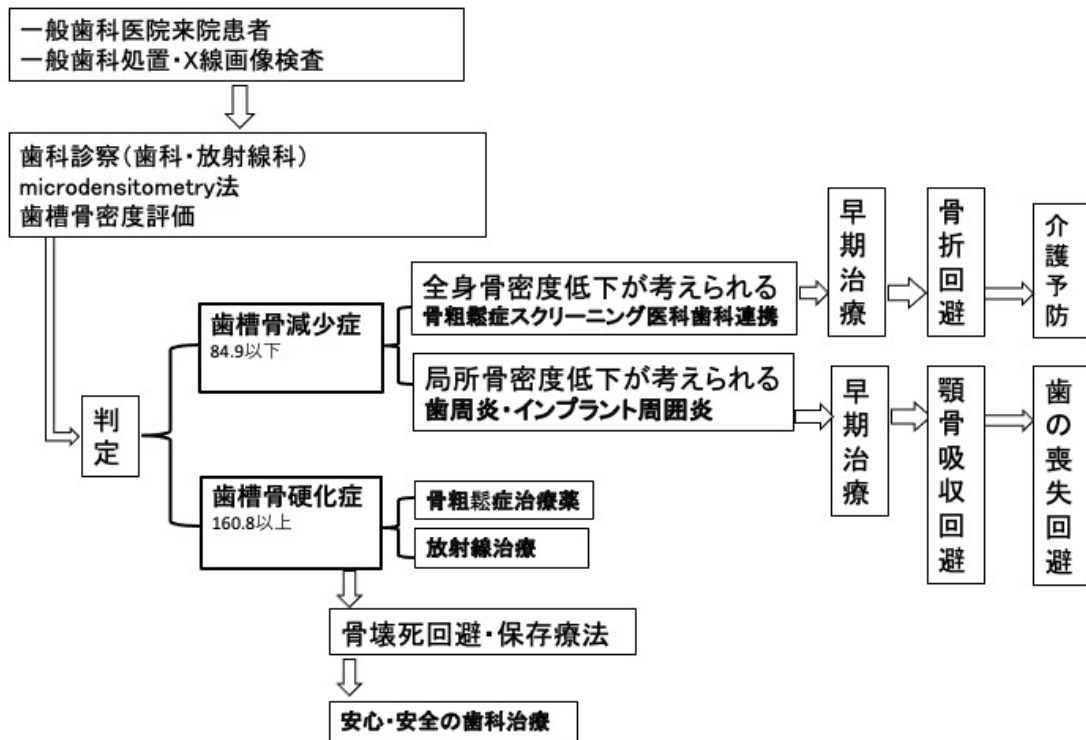 一般歯科医院来院患者
一般歯科処置・X線画像検査
歯科診察(歯科・放射線科)
microdensitometry法
歯槽骨密度評価
判定
歯槽骨減少症
84.9以下
全身骨密度低下が考えられる
骨粗鬆症スクリーニング医科歯科連携
早期治療
骨折回避
介護予防
局所骨密度低下が考えられる
歯周炎・インプラント周囲炎
早期治療
顎骨吸収回避
歯の喪失回避
歯槽骨硬化症
160.8以上
骨粗鬆症治療薬
放射線治療
骨壊死回避・保存療法
安心・安全の歯科治療